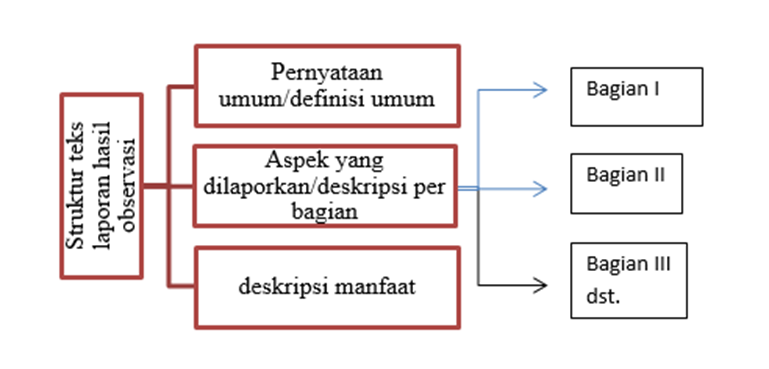 Struktur teks
laporan hasil
observasi
Pernyataan
umum/definisi umum
Aspek yang
dilaporkan/deskripsi per
bagian
deskripsi manfaat
Bagian I
Bagian II
Bagian III
dst.